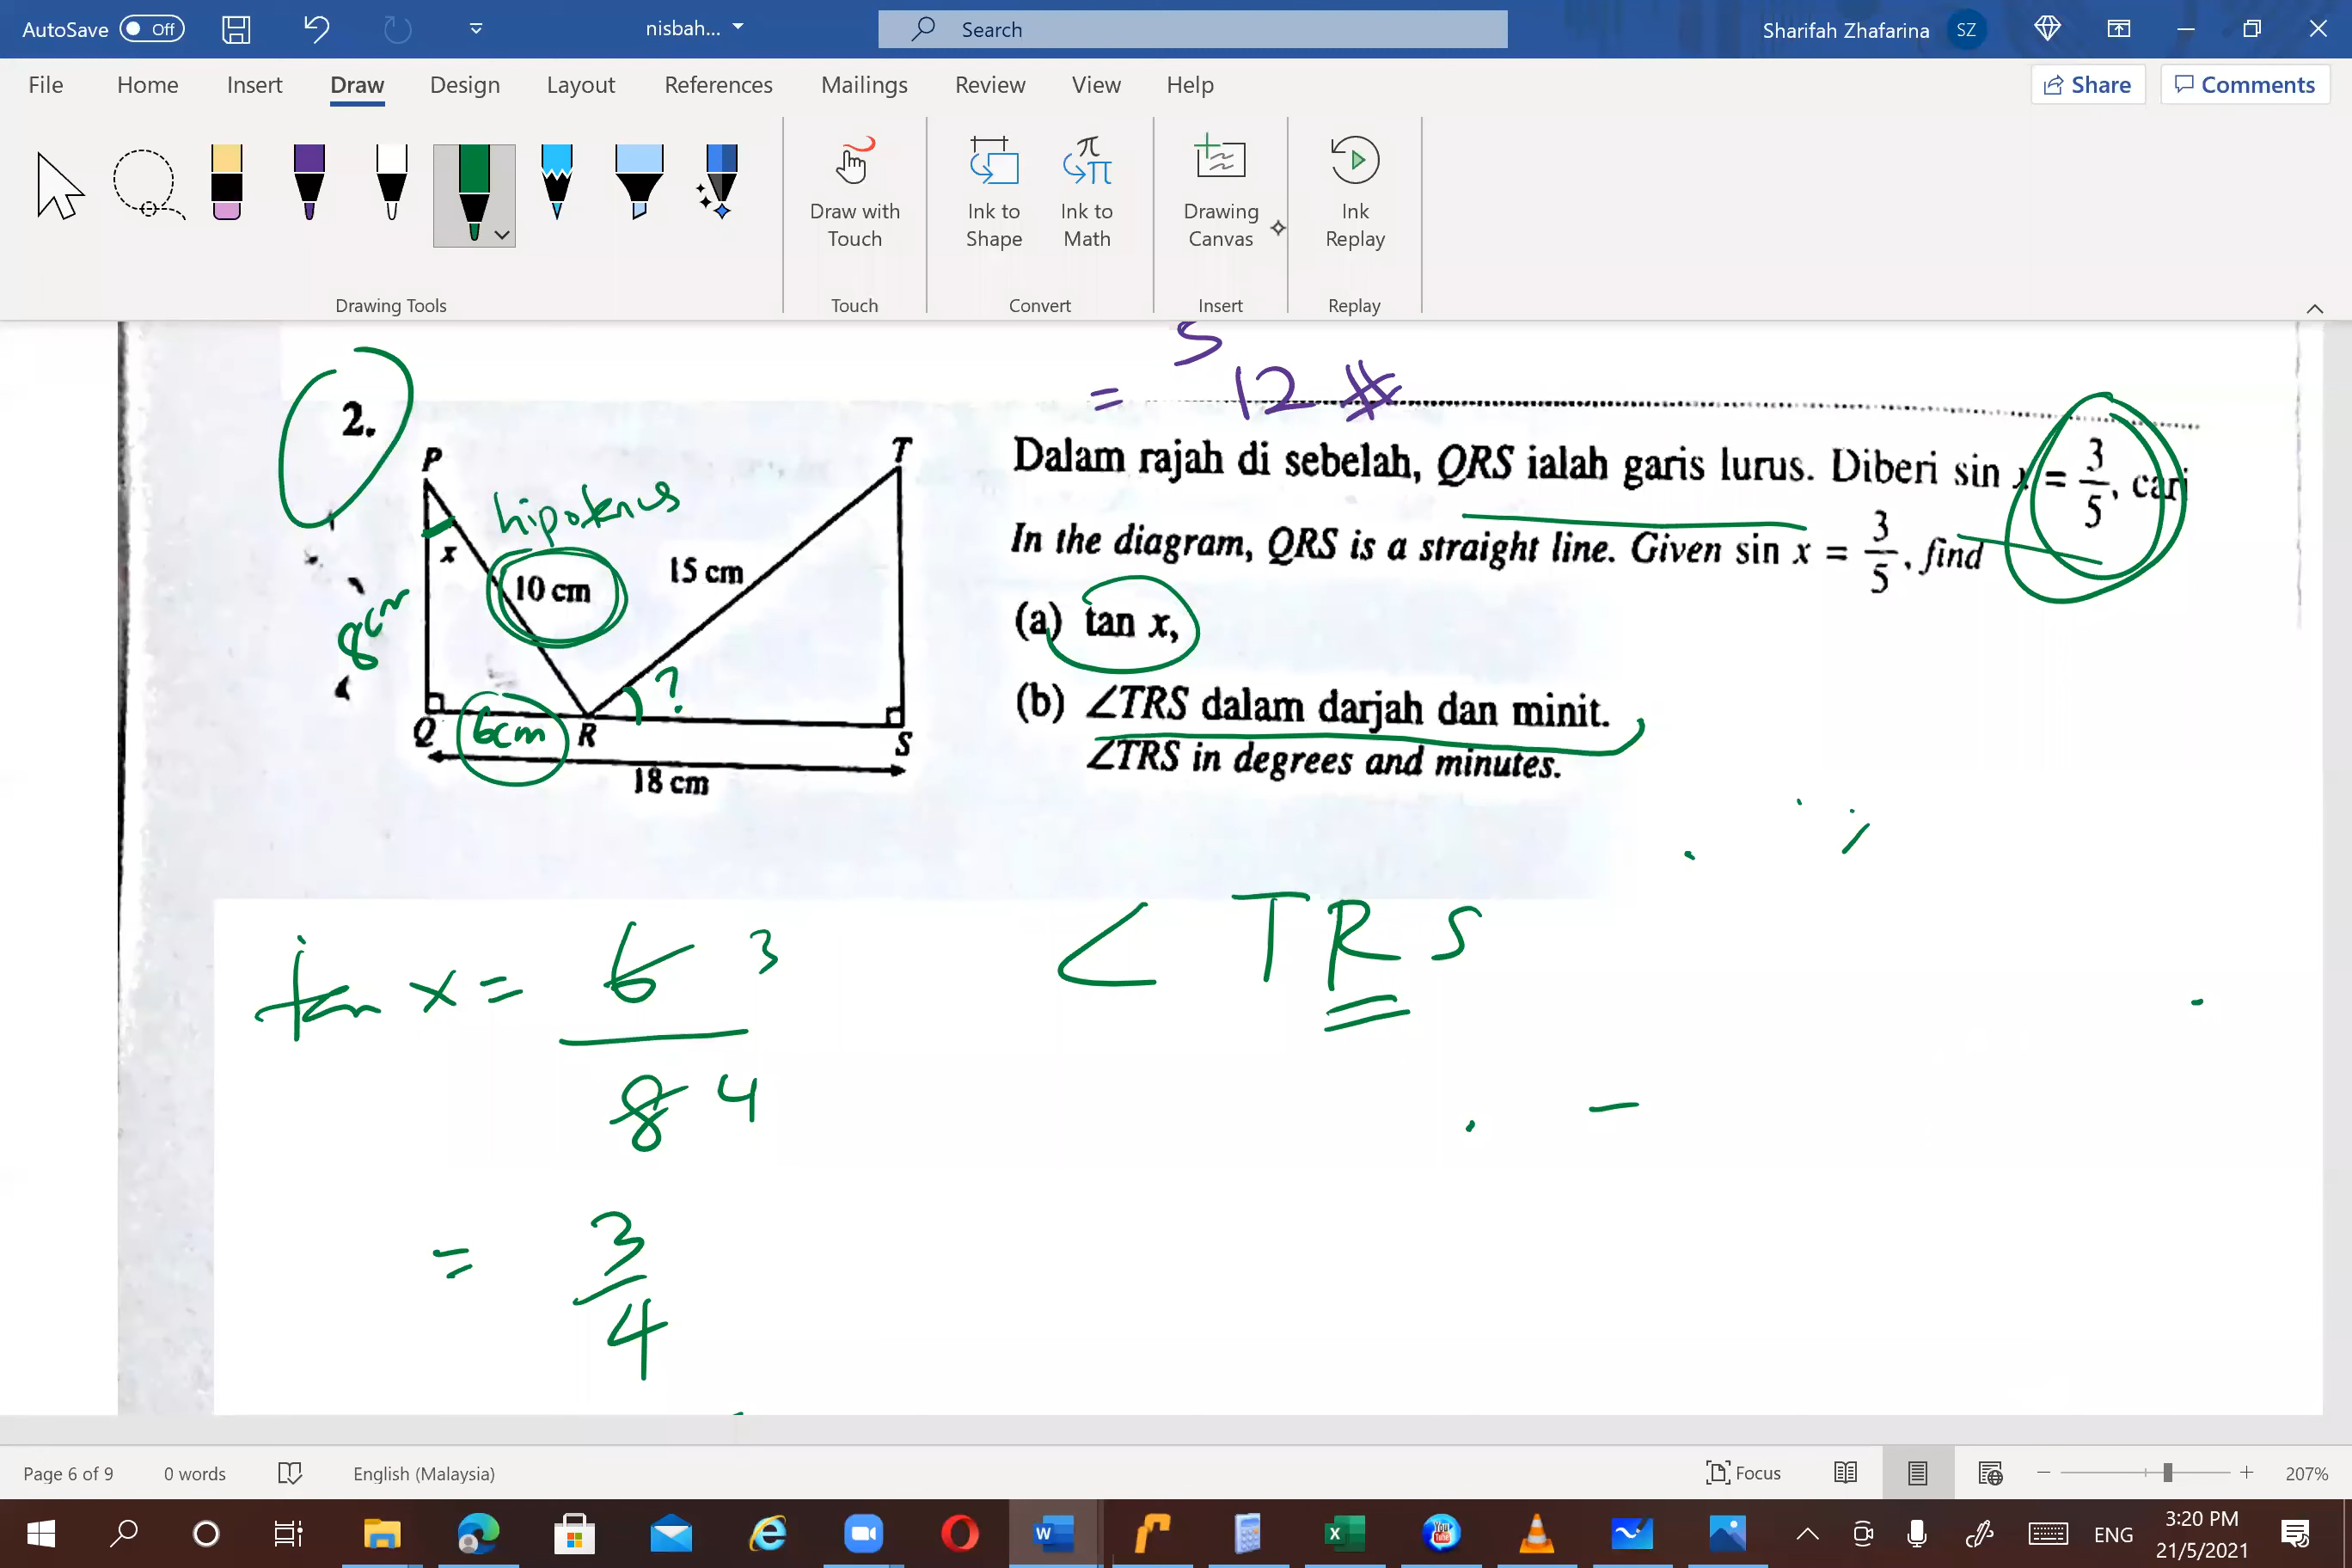 AutoSave Off nisbah... Search Sharifah Zhafarina SZ
File Home Insert Draw Design Layout References Mailings Review View Help Share Comments
Draw with Touch
Ink to Shape
Ink to Math
Drawing Canvas
Ink Replay
Drawing Tools Touch Convert Insert Replay
5
= 12 #
2.
P
T
hipotenus
x
10 cm
15 cm
8cm
?
Q 6cm R S
18 cm
Dalam rajah di sebelah, QRS ialah garis lurus. Diberi sin x = 3/5, cari
In the diagram, QRS is a straight line. Given sin x = 3/5, find
(a) tan x,
(b) ∠TRS dalam darjah dan minit.
∠TRS in degrees and minutes.
tan x = 6 3
8 4
= 3/4
< TRS
Page 6 of 9 0 words English (Malaysia) Focus 207%
ENG 3:20 PM
21/5/2021